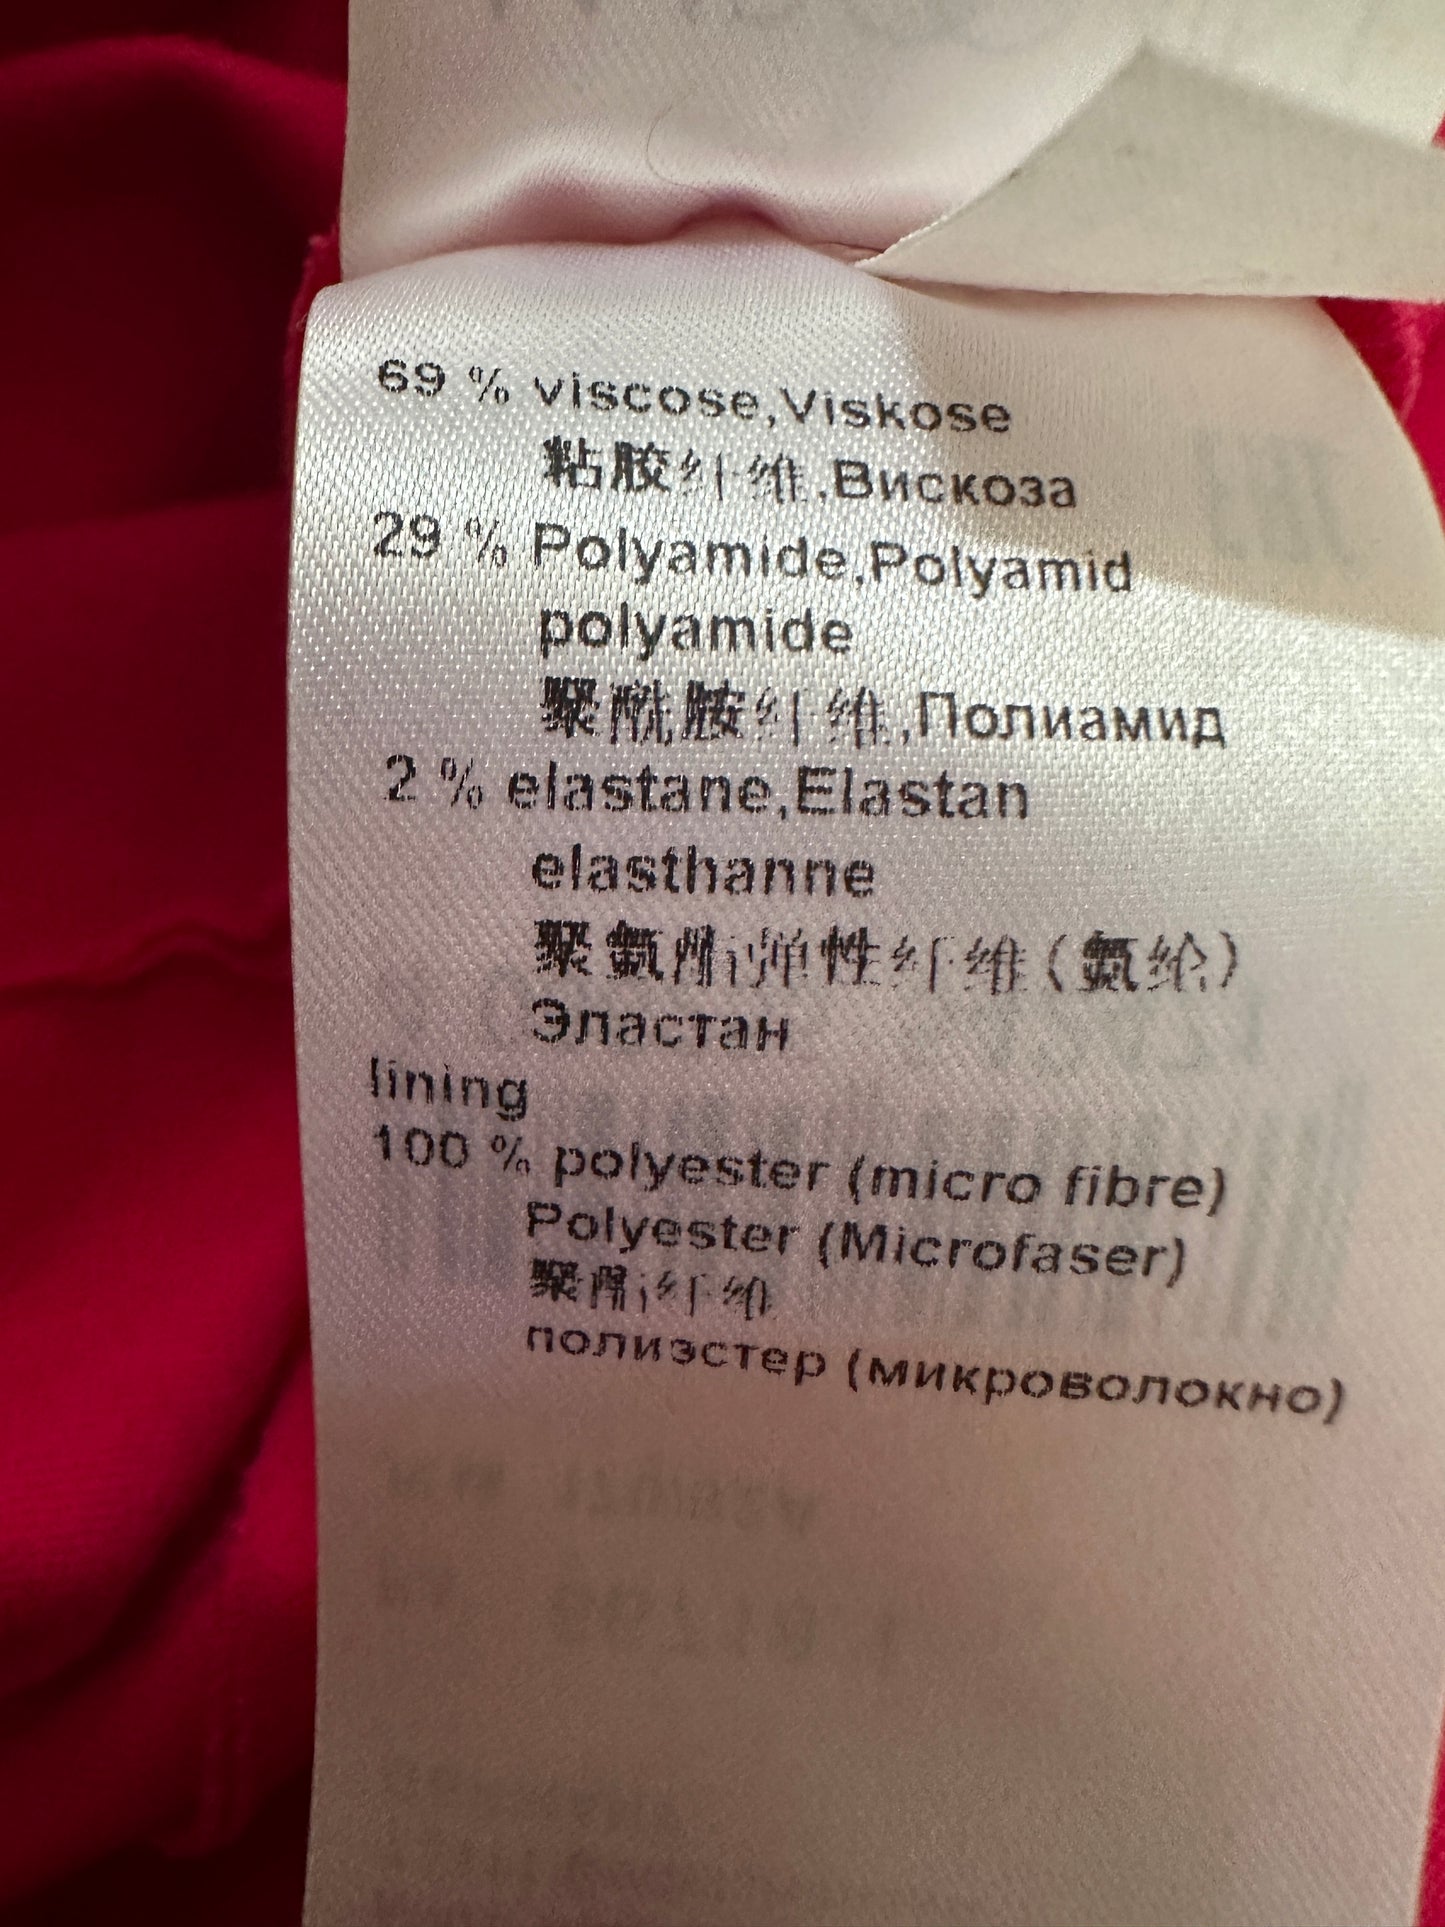 69 % viscose,Viskose
粘胶纤维,Вискоза
29 % Polyamide,Polyamid
polyamide
聚酰胺纤维,Полиамид
2 % elastane,Elastan
elasthanne
聚氨酯弹性纤维(氨纶)
Эластан
lining
100 % polyester (micro fibre)
Polyester (Microfaser)
聚酯纤维
полиэстер (микроволокно)